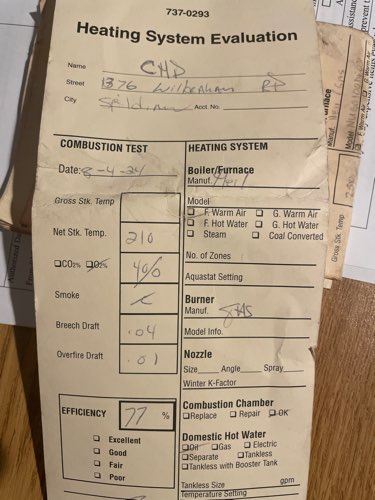 737-0293
Heating System Evaluation
Name CHD
Street 1376 Wilbraham RD
City Acct No.
COMBUSTION TEST
Date: 8-4-24
Gross Stk. Temp
Net Stk. Temp. 210
☐CO2% ☐O2% 4%
Smoke
Breech Draft .04
Overfire Draft .01
EFFICIENCY 77 %
☐ Excellent
☐ Good
☐ Fair
☐ Poor
HEATING SYSTEM
Boiler/Furnace
Manuf.
Model
☐ F. Warm Air ☐ G. Warm Air
☐ F. Hot Water ☐ G. Hot Water
☐ Steam ☐ Coal Converted
No. of Zones
Aquastat Setting
Burner
Manuf. GAS
Model Info.
Nozzle
Size Angle Spray
Winter K-Factor
Combustion Chamber
☐Replace ☐ Repair ☐OK
Domestic Hot Water
☐Oil ☐Gas ☐ Electric
☐Separate ☐Tankless
☐Tankless with Booster Tank
Tankless Size gpm
Temperature Setting
Gross Stk. Temp